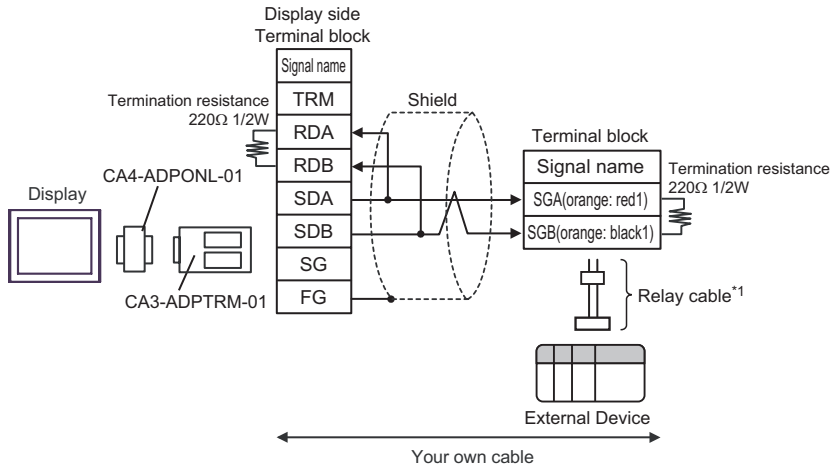 Display side
Terminal block
Signal name
TRM
RDA
RDB
SDA
SDB
SG
FG
Termination resistance
220Ω 1/2W
Shield
Display
CA4-ADPONL-01
CA3-ADPTRM-01
Terminal block
Signal name
SGA(orange: red1)
SGB(orange: black1)
Termination resistance
220Ω 1/2W
Relay cable*1
External Device
Your own cable